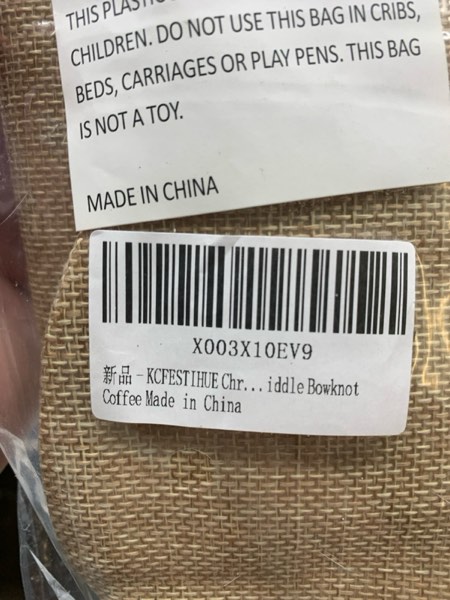 THIS PLASTIC
CHILDREN. DO NOT USE THIS BAG IN CRIBS,
BEDS, CARRIAGES OR PLAY PENS. THIS BAG
IS NOT A TOY.
MADE IN CHINA
X003X10EV9
新品 - KCFESTIHUE Chr... iddle Bowknot
Coffee Made in China